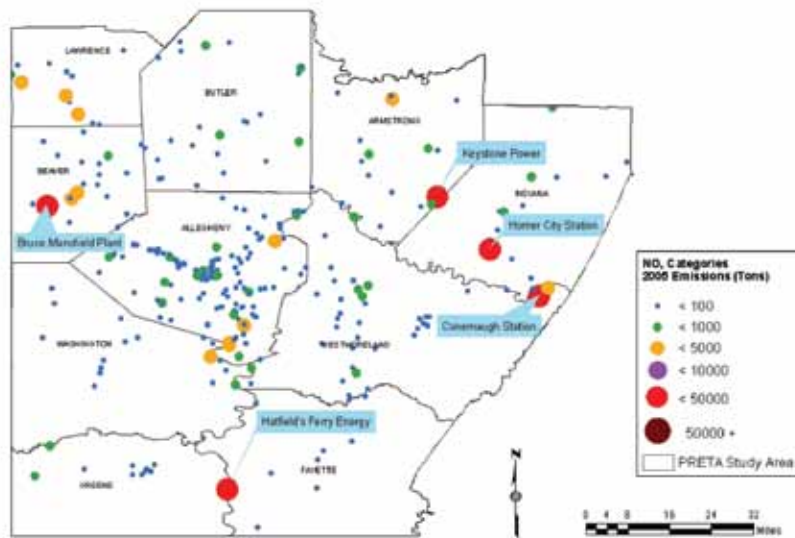 LAWRENCE
BUTLER
ARMSTRONG
BEAVER
Keystone Power
INDIANA
ALLEGHENY
Homer City Station
Bruce Mansfield Plant
Conemaugh Station
WASHINGTON
WESTMORELAND
Hatfield's Ferry Energy
GREENE
FAYETTE
N
NOₓ Categories
2005 Emissions (Tons)
< 100
< 1000
< 5000
< 10000
< 50000
50000 +
PRETA Study Area
0 4 8 16 24 32
Miles